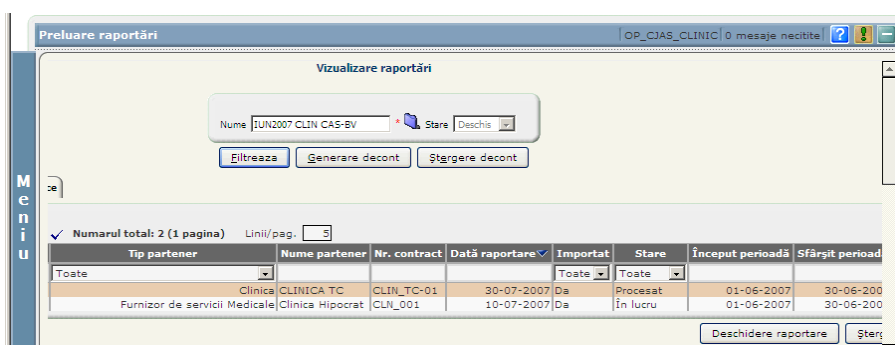 Preluare raportări OP_CJAS_CLINIC 0 mesaje necitite
Vizualizare raportări
Nume IUN2007 CLIN CAS-BV * Stare Deschis
Filtreaza Generare decont Ştergere decont
Meniu
ce
Numarul total: 2 (1 pagina) Linii/pag. 5
Tip partener Nume partener Nr. contract Dată raportare Importat Stare Început perioadă Sfârşit perioad
Toate Toate Toate
Clinica CLINICA TC CLIN_TC-01 30-07-2007 Da Procesat 01-06-2007 30-06-200
Furnizor de servicii Medicale Clinica Hipocrat CLN_001 10-07-2007 Da În lucru 01-06-2007 30-06-200
Deschidere raportare Şterg